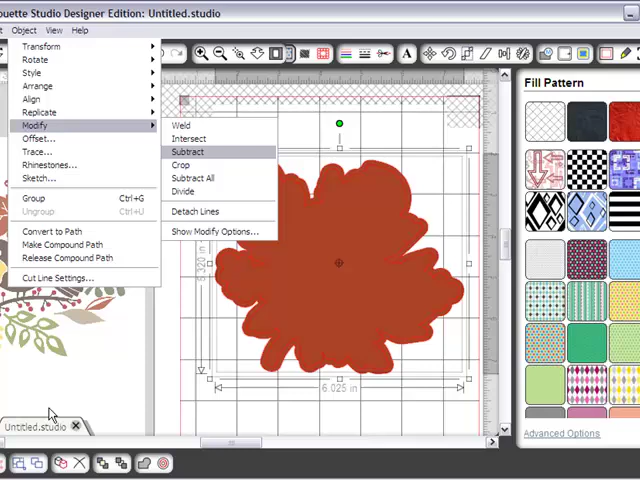 ouette Studio Designer Edition: Untitled.studio
Object View Help
Transform
Rotate
Style
Arrange
Align
Replicate
Modify
Offset...
Trace...
Rhinestones...
Sketch...
Group Ctrl+G
Ungroup Ctrl+U
Convert to Path
Make Compound Path
Release Compound Path
Cut Line Settings...
Weld
Intersect
Subtract
Crop
Subtract All
Divide
Detach Lines
Show Modify Options...
A
Fill Pattern
6.025 in
Untitled.studio
Advanced Options